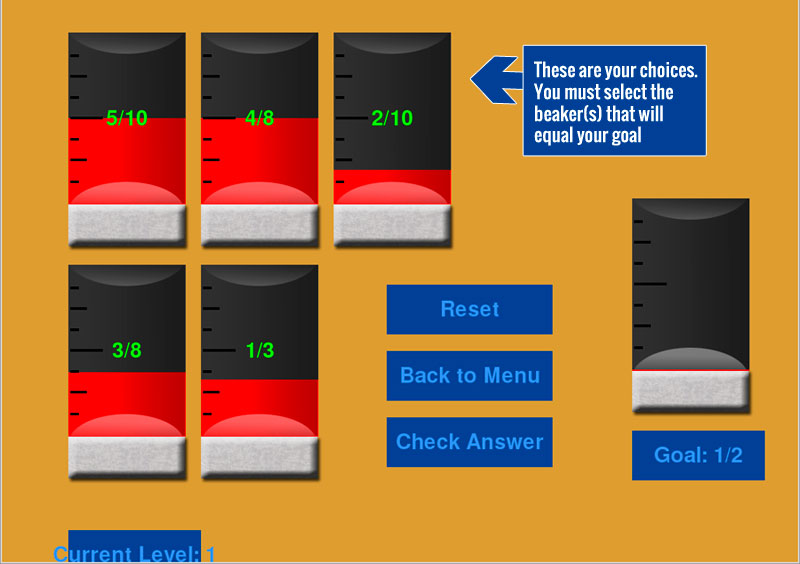 5/10
4/8
2/10
These are your choices.
You must select the
beaker(s) that will
equal your goal
3/8
1/3
Reset
Back to Menu
Check Answer
Goal: 1/2
Current Level: 1